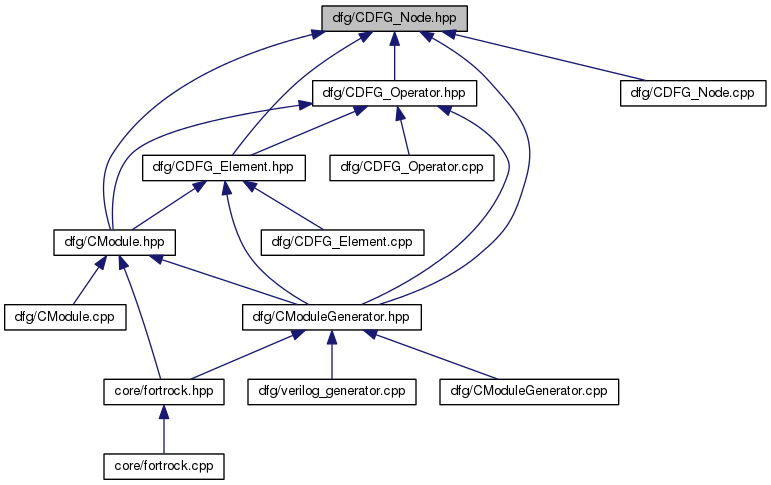 dfg/CDFG_Node.hpp
dfg/CDFG_Operator.hpp
dfg/CDFG_Node.cpp
dfg/CDFG_Element.hpp
dfg/CDFG_Operator.cpp
dfg/CModule.hpp
dfg/CDFG_Element.cpp
dfg/CModule.cpp
dfg/CModuleGenerator.hpp
core/fortrock.hpp
dfg/verilog_generator.cpp
dfg/CModuleGenerator.cpp
core/fortrock.cpp